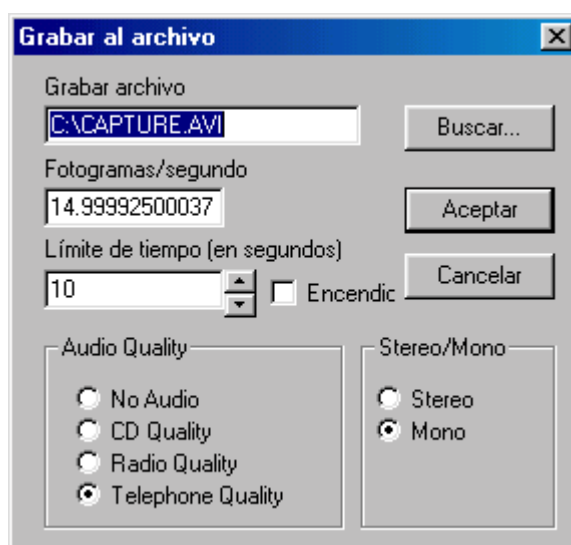 Grabar al archivo
Grabar archivo
C:\CAPTURE.AVI
Buscar...
Fotogramas/segundo
14.99992500037
Aceptar
Límite de tiempo (en segundos)
10
Encendic
Cancelar
Audio Quality
No Audio
CD Quality
Radio Quality
Telephone Quality
Stereo/Mono
Stereo
Mono